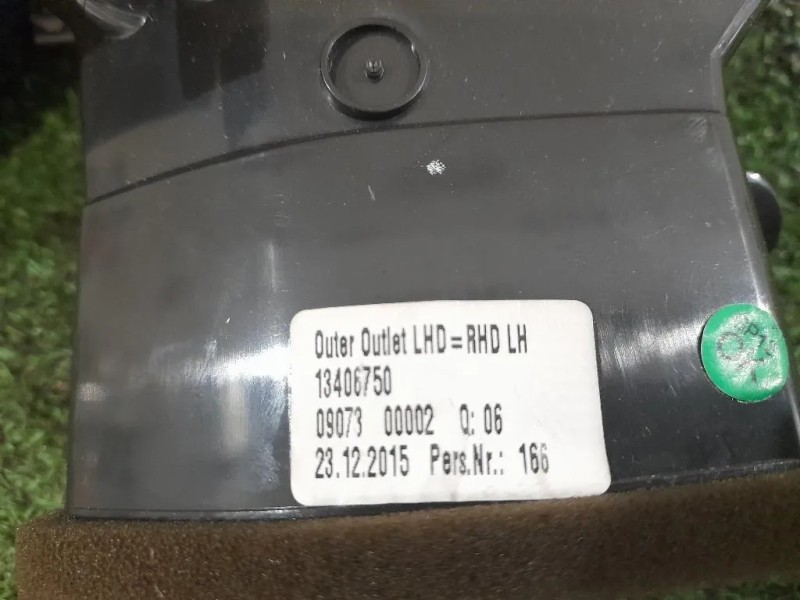 Outer Outlet LHD = RHD LH
13406750
09073 00002 Q: 06
23.12.2015 Pers.Nr.: 166